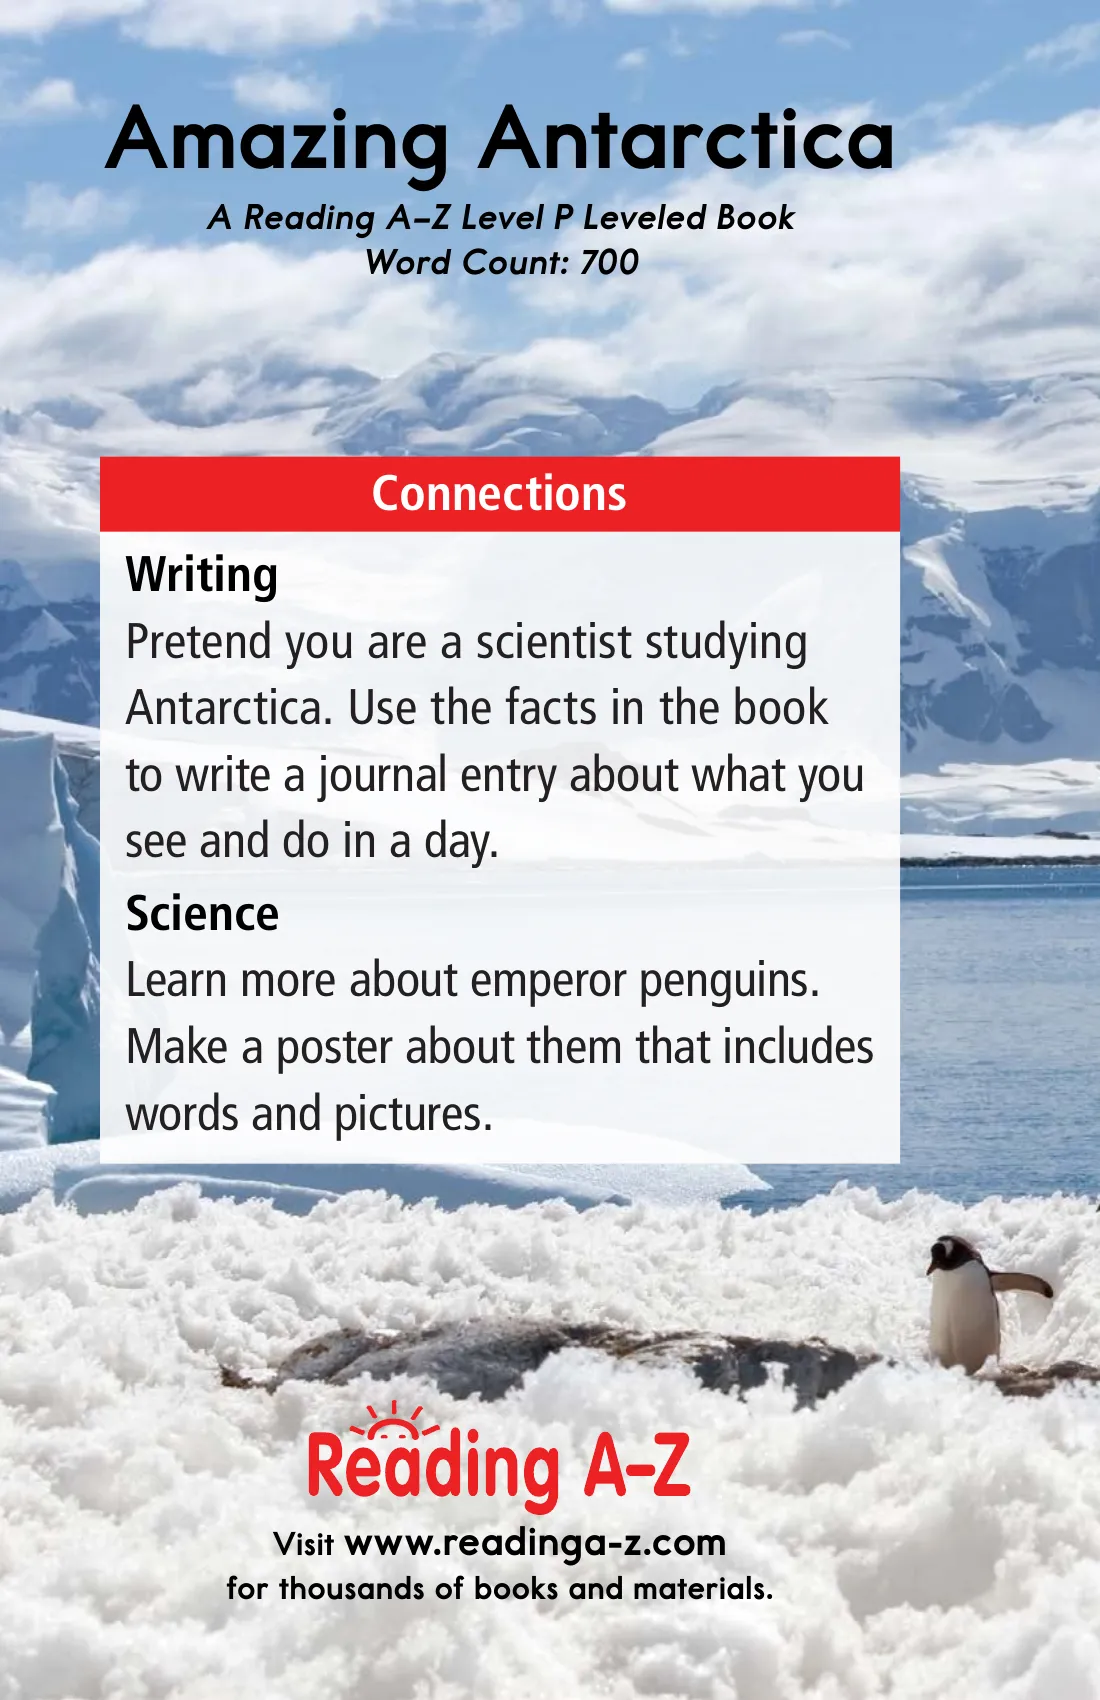 Amazing Antarctica
A Reading A–Z Level P Leveled Book
Word Count: 700
Connections
Writing
Pretend you are a scientist studying
Antarctica. Use the facts in the book
to write a journal entry about what you
see and do in a day.
Science
Learn more about emperor penguins.
Make a poster about them that includes
words and pictures.
Reading A–Z
Visit www.readinga-z.com
for thousands of books and materials.